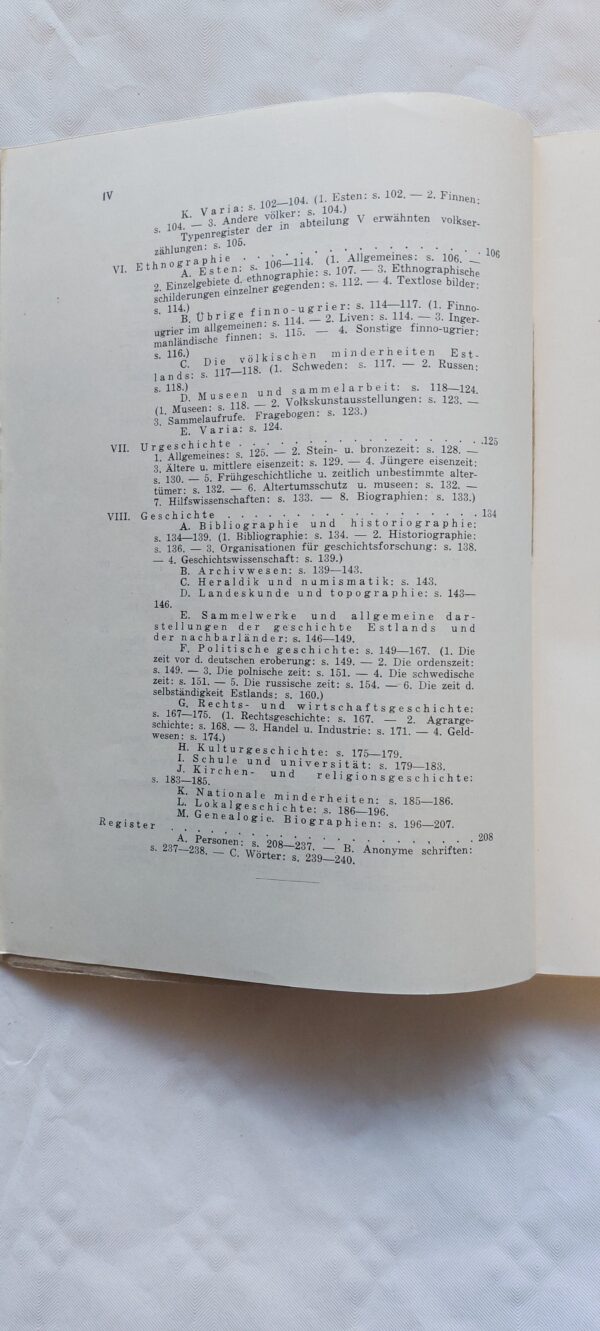 IV
K. Varia: s. 102—104. (1. Esten: s. 102. — 2. Finnen:
s. 104. — 3. Andere völker: s. 104.)
Typenregister der in abteilung V erwähnten volkser-
zählungen: s. 105.
VI. Ethnographie . . . . . . . . . . . . . . . 106
A. Esten: s. 106—114. (1. Allgemeines: s. 106. —
2. Einzelgebiete d. ethnographie: s. 107. — 3. Ethnographische
schilderungen einzelner gegenden: s. 112. — 4. Textlose bilder:
s. 114.)
B. Übrige finno-ugrier: s. 114—117. (1. Finno-
ugrier im allgemeinen: s. 114. — 2. Liven: s. 114. — 3. Inger-
manländische finnen: s. 115. — 4. Sonstige finno-ugrier:
s. 116.)
C. Die völkischen minderheiten Est-
lands: s. 117—118. (1. Schweden: s. 117. — 2. Russen:
s. 118.)
D. Museen und sammelarbeit: s. 118—124.
(1. Museen: s. 118. — 2. Volkskunstausstellungen: s. 123. —
3. Sammelaufrufe. Fragebogen: s. 123.)
E. Varia: s. 124.
VII. Urgeschichte . . . . . . . . . . . . . . . . 125
1. Allgemeines: s. 125. — 2. Stein- u. bronzezeit: s. 128. —
3. Ältere u. mittlere eisenzeit: s. 129. — 4. Jüngere eisenzeit:
s. 130. — 5. Frühgeschichtliche u. zeitlich unbestimmte alter-
tümer: s. 132. — 6. Altertumsschutz u. museen: s. 132. —
7. Hilfswissenschaften: s. 133. — 8. Biographien: s. 133.)
VIII. Geschichte . . . . . . . . . . . . . . . . 134
A. Bibliographie und historiographie:
s. 134—139. (1. Bibliographie: s. 134. — 2. Historiographie:
s. 136. — 3. Organisationen für geschichtsforschung: s. 138.
— 4. Geschichtswissenschaft: s. 139.)
B. Archivwesen: s. 139—143.
C. Heraldik und numismatik: s. 143.
D. Landeskunde und topographie: s. 143—
146.
E. Sammelwerke und allgemeine dar-
stellungen der geschichte Estlands und
der nachbarländer: s. 146—149.
F. Politische geschichte: s. 149—167. (1. Die
zeit vor d. deutschen eroberung: s. 149. — 2. Die ordenszeit:
s. 149. — 3. Die polnische zeit: s. 151. — 4. Die schwedische
zeit: s. 151. — 5. Die russische zeit: s. 154. — 6. Die zeit d.
selbständigkeit Estlands: s. 160.)
G. Rechts- und wirtschaftsgeschichte:
s. 167—175. (1. Rechtsgeschichte: s. 167. — 2. Agrarge-
schichte: s. 168. — 3. Handel u. Industrie: s. 171. — 4. Geld-
wesen: s. 174.)
H. Kulturgeschichte: s. 175—179.
I. Schule und universität: s. 179—183.
J. Kirchen- und religionsgeschichte:
s. 183—185.
K. Nationale minderheiten: s. 185—186.
L. Lokalgeschichte: s. 186—196.
M. Genealogie. Biographien: s. 196—207.
Register . . . . . . . . . . . . . . . . . . 208
A. Personen: s. 208—237. — B. Anonyme schriften:
s. 237—238. — C. Wörter: s. 239—240.